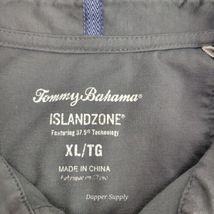 Tommy Bahama®
ISLANDZONE®
Featuring 37.5® Technology
XL/TG
MADE IN CHINA
Dapper Supply